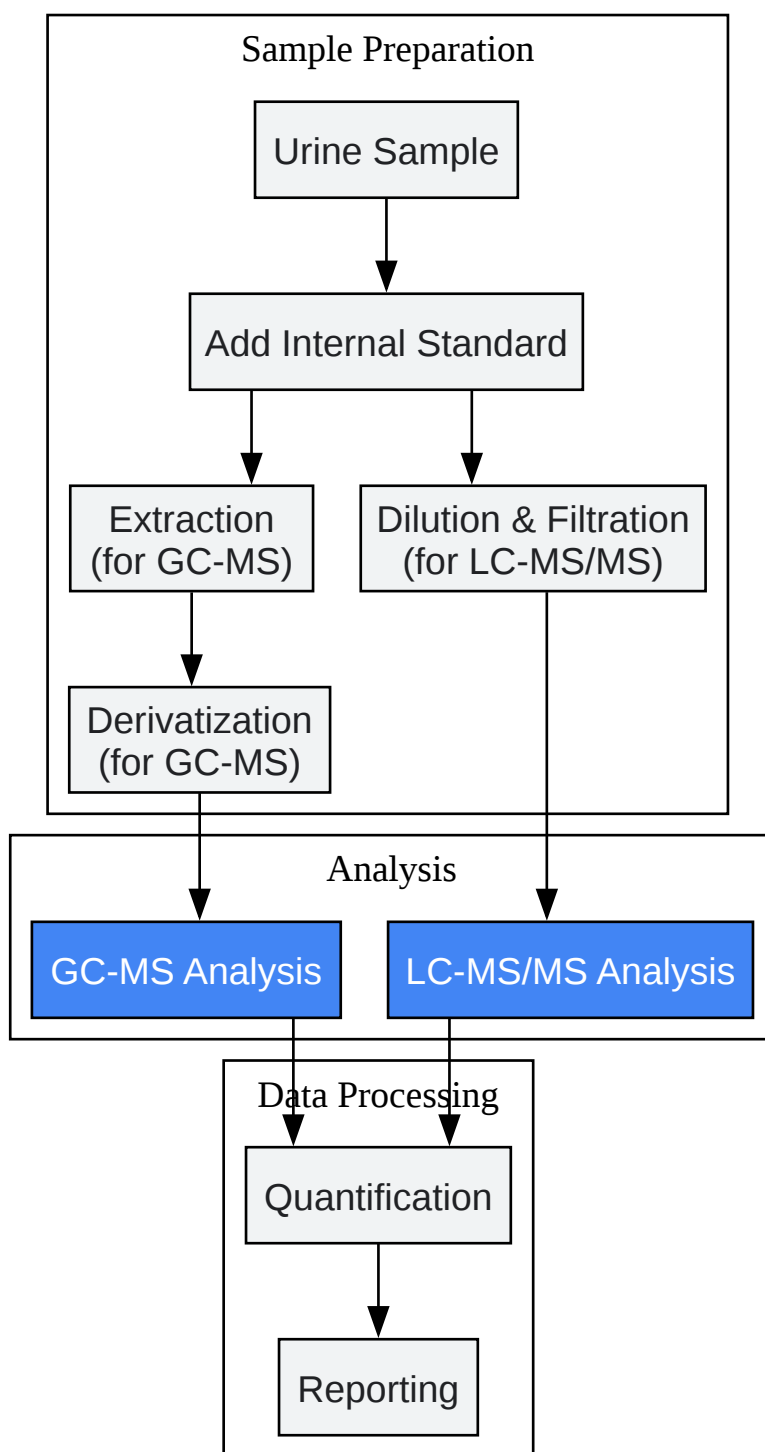 Sample Preparation
Urine Sample
Add Internal Standard
Extraction
(for GC-MS)
Dilution & Filtration
(for LC-MS/MS)
Derivatization
(for GC-MS)
Analysis
GC-MS Analysis
LC-MS/MS Analysis
Data Processing
Quantification
Reporting